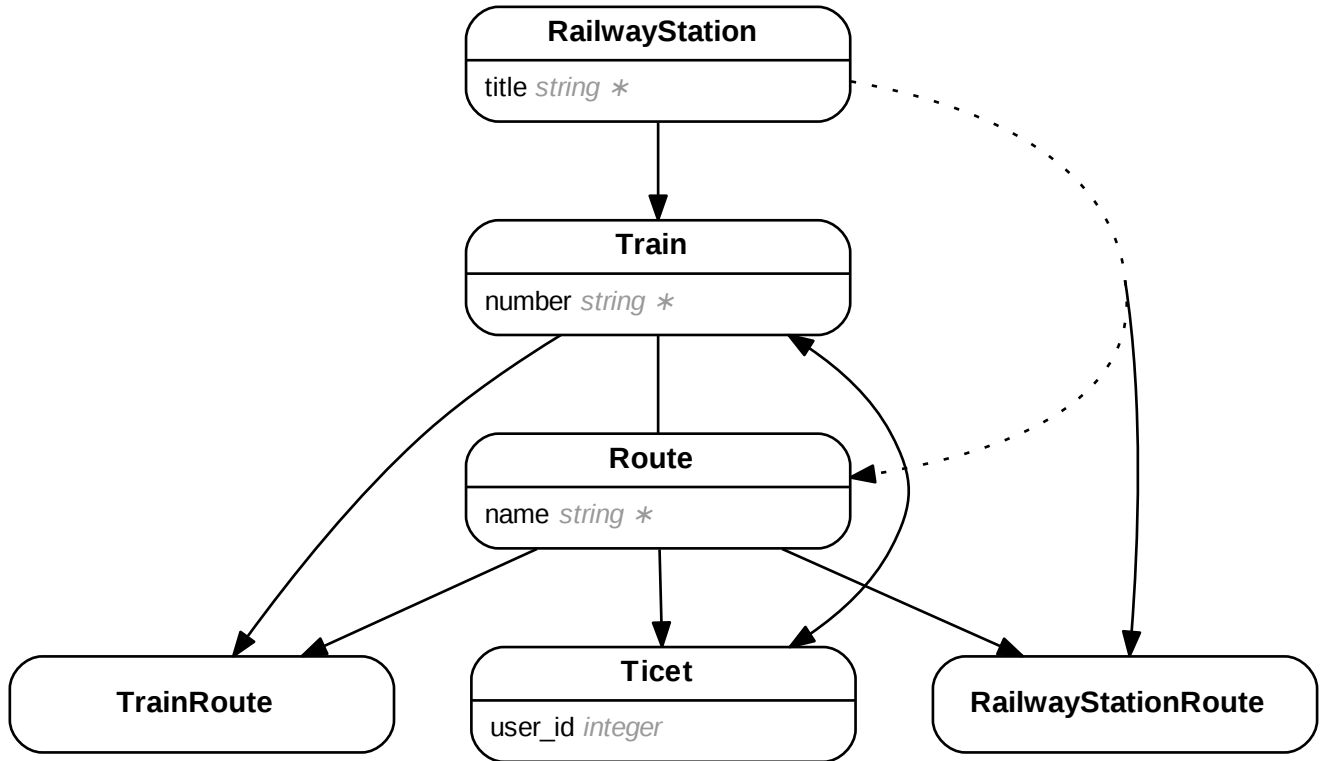 RailwayStation
title string ∗
Train
number string ∗
Route
name string ∗
TrainRoute
Ticet
user_id integer
RailwayStationRoute